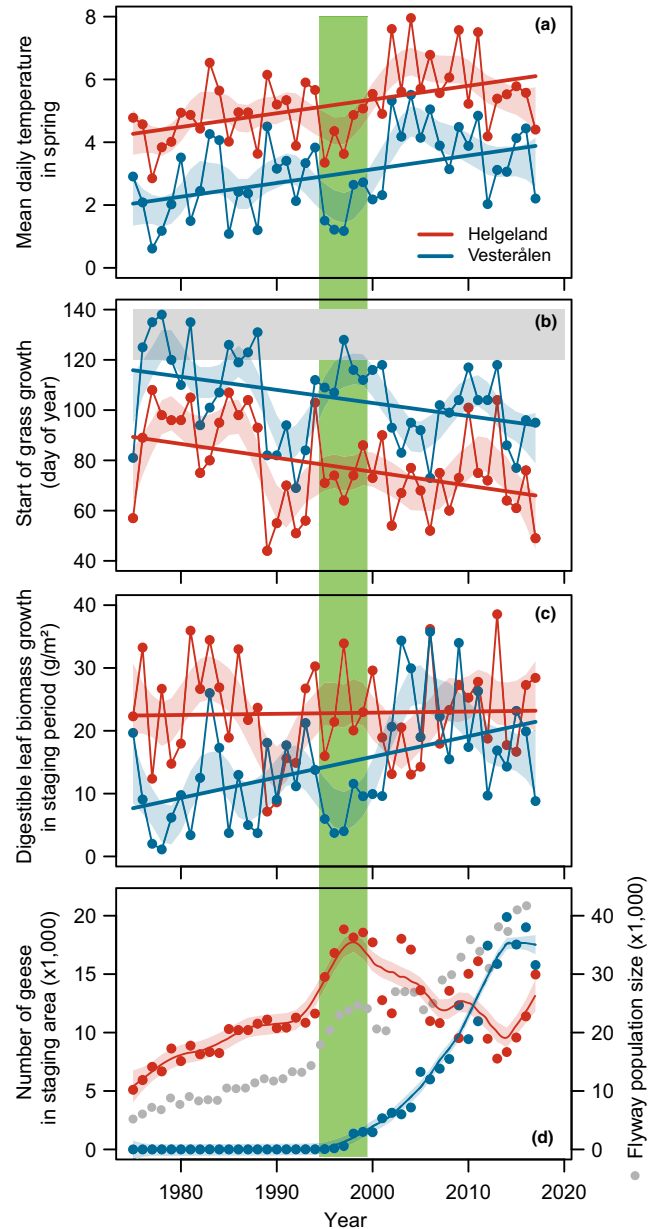 (a)
Mean daily temperature
in spring
8
6
4
2
0
Helgeland
Vesterålen
(b)
Start of grass growth
(day of year)
140
120
100
80
60
40
(c)
Digestible leaf biomass growth
in staging period (g/m²)
40
30
20
10
0
(d)
Number of geese
in staging area (x1,000)
20
15
10
5
0
40
30
20
10
0
Flyway population size (x1,000)
1980
1990
2000
2010
2020
Year